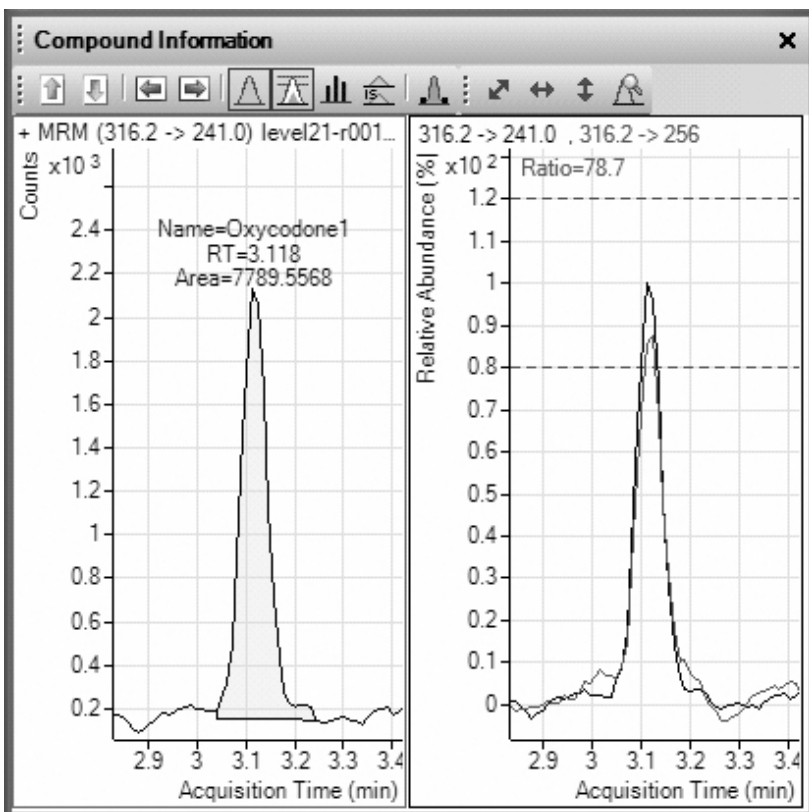 Compound Information
+ MRM (316.2 -> 241.0) level21-r001...
Counts
x10 3
2.4
2.2
2
1.8
1.6
1.4
1.2
1
0.8
0.6
0.4
0.2
Name=Oxycodone1
RT=3.118
Area=7789.5568
2.9 3 3.1 3.2 3.3 3.4
Acquisition Time (min)
316.2 -> 241.0 , 316.2 -> 256
Relative Abundance (%)
x10 2
Ratio=78.7
1.2
1.1
1
0.9
0.8
0.7
0.6
0.5
0.4
0.3
0.2
0.1
0
2.9 3 3.1 3.2 3.3 3.4
Acquisition Time (min)